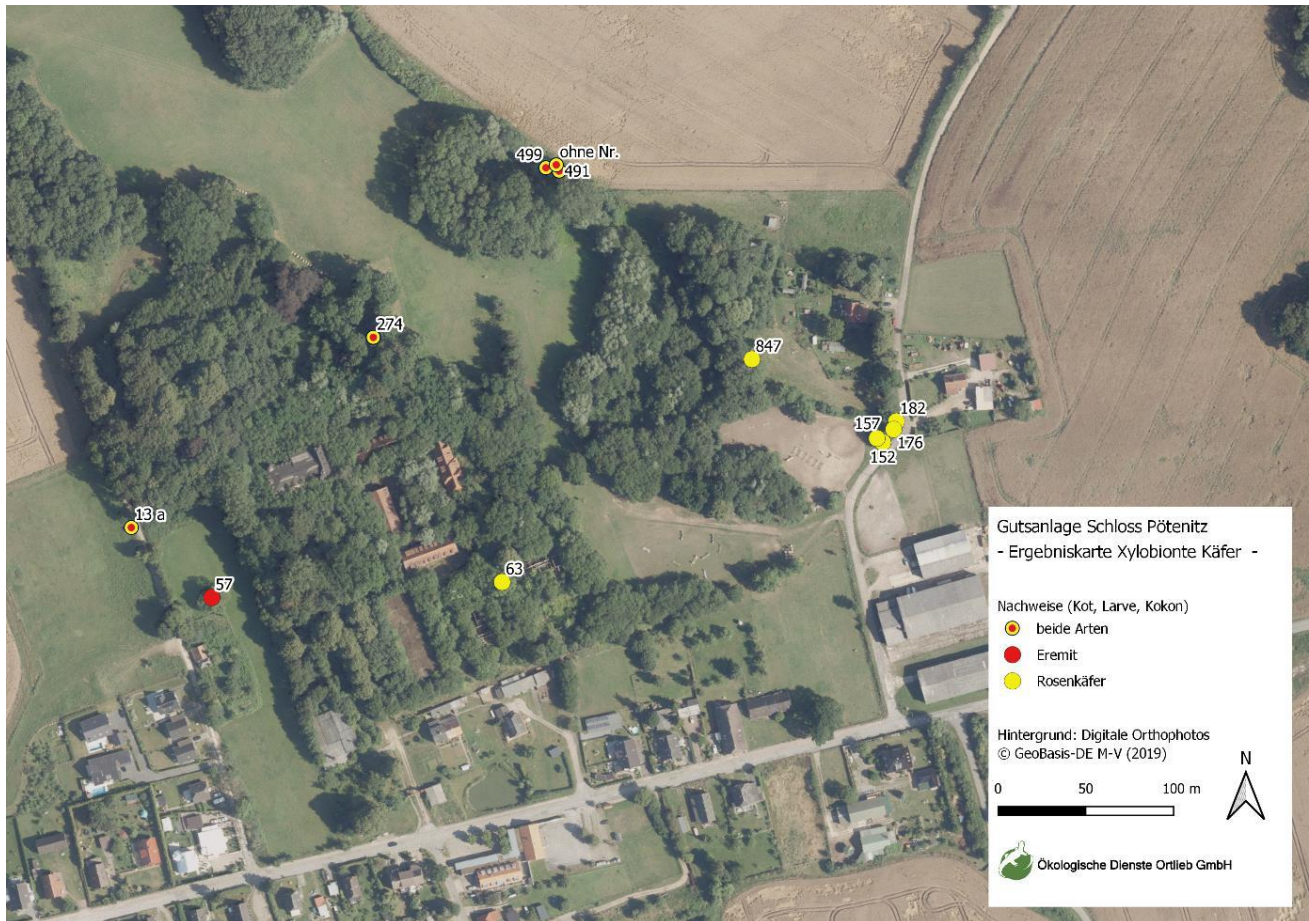 499
ohne Nr.
491
274
847
182
157
176
152
13 a
57
63
Gutsanlage Schloss Pötenitz
- Ergebniskarte Xylobionte Käfer -
Nachweise (Kot, Larve, Kokon)
beide Arten
Eremit
Rosenkäfer
Hintergrund: Digitale Orthophotos
© GeoBasis-DE M-V (2019)
N
0 50 100 m
Ökologische Dienste Ortlieb GmbH